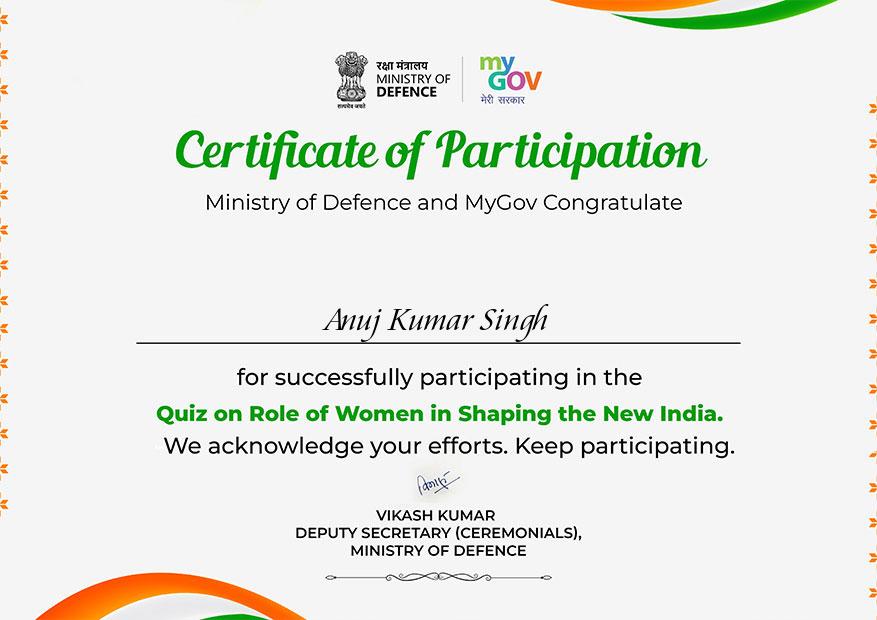 रक्षा मंत्रालय
MINISTRY OF
DEFENCE
सत्यमेव जयते
my
GOV
मेरी सरकार
Certificate of Participation
Ministry of Defence and MyGov Congratulate
Anuj Kumar Singh
for successfully participating in the
Quiz on Role of Women in Shaping the New India.
We acknowledge your efforts. Keep participating.
VIKASH KUMAR
DEPUTY SECRETARY (CEREMONIALS),
MINISTRY OF DEFENCE